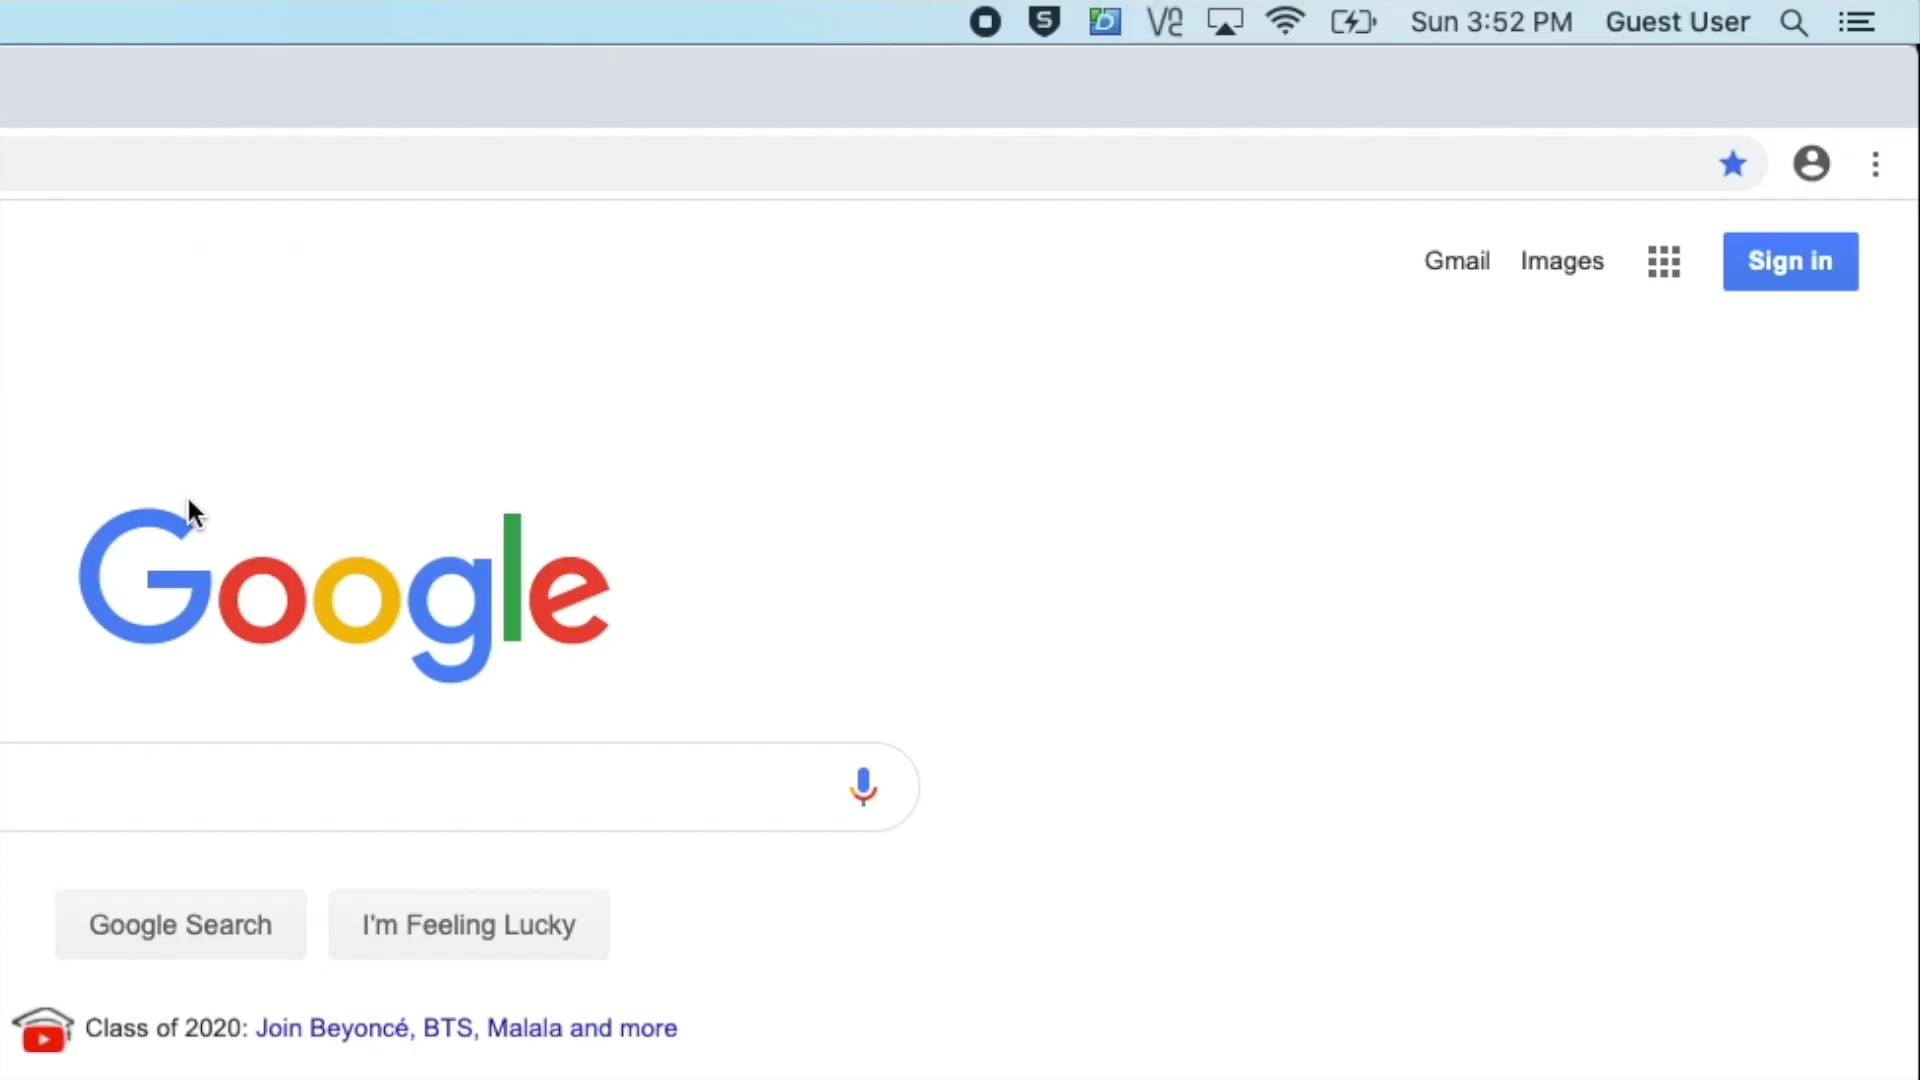 Sun 3:52 PM Guest User
Gmail Images Sign in
Google
Google Search I'm Feeling Lucky
Class of 2020: Join Beyoncé, BTS, Malala and more